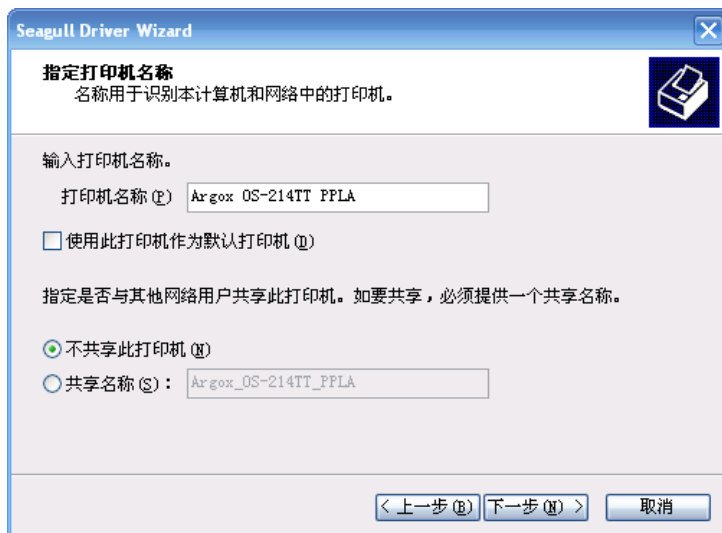 Seagull Driver Wizard
指定打印机名称
名称用于识别本计算机和网络中的打印机。
输入打印机名称。
打印机名称(P) Argox OS-214TT PPLA
使用此打印机作为默认打印机(D)
指定是否与其他网络用户共享此打印机。如要共享，必须提供一个共享名称。
不共享此打印机(N)
共享名称(S)： Argox_OS-214TT_PPLA
< 上一步(B) 下一步(N) > 取消